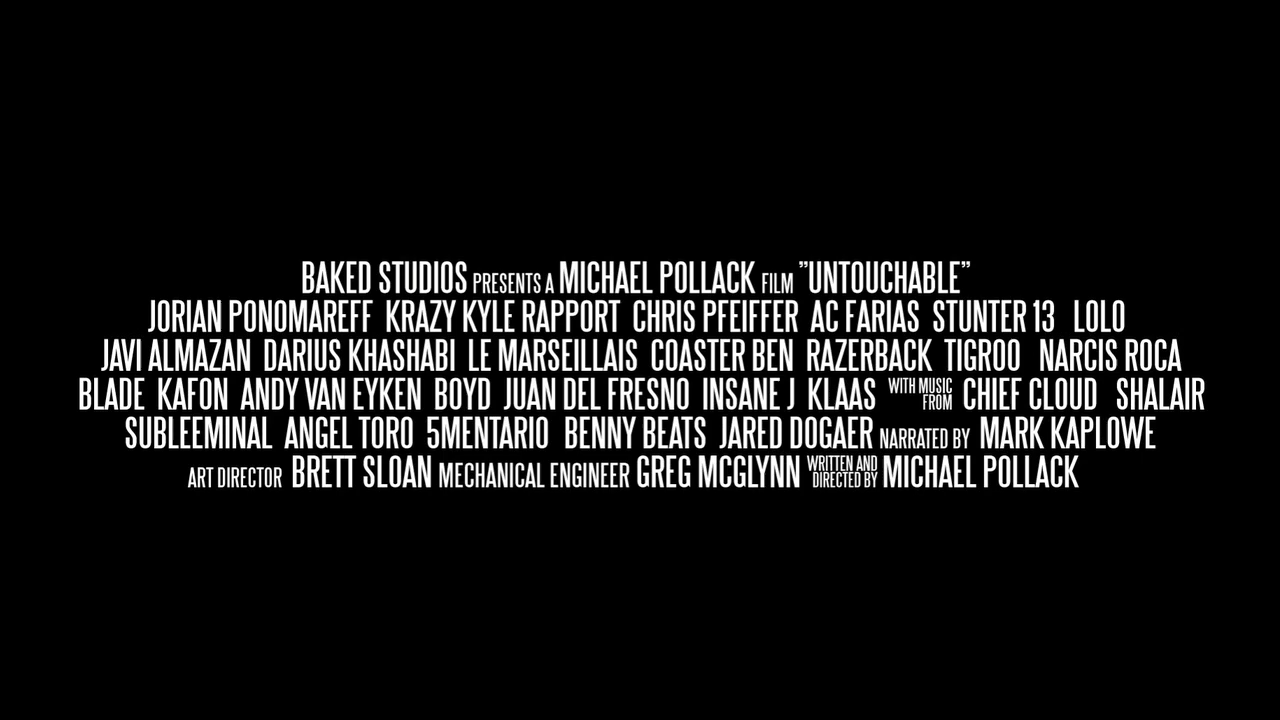 BAKED STUDIOS PRESENTS A MICHAEL POLLACK FILM "UNTOUCHABLE"
JORIAN PONOMAREFF KRAZY KYLE RAPPORT CHRIS PFEIFFER AC FARIAS STUNTER 13 LOLO
JAVI ALMAZAN DARIUS KHASHABI LE MARSEILLAIS COASTER BEN RAZERBACK TIGROO NARCIS ROCA
BLADE KAFON ANDY VAN EYKEN BOYD JUAN DEL FRESNO INSANE J KLAAS WITH MUSIC FROM CHIEF CLOUD SHALAIR
SUBLEEMINAL ANGEL TORO 5MENTARIO BENNY BEATS JARED DOGAER NARRATED BY MARK KAPLOWE
ART DIRECTOR BRETT SLOAN MECHANICAL ENGINEER GREG MCGLYNN WRITTEN AND DIRECTED BY MICHAEL POLLACK